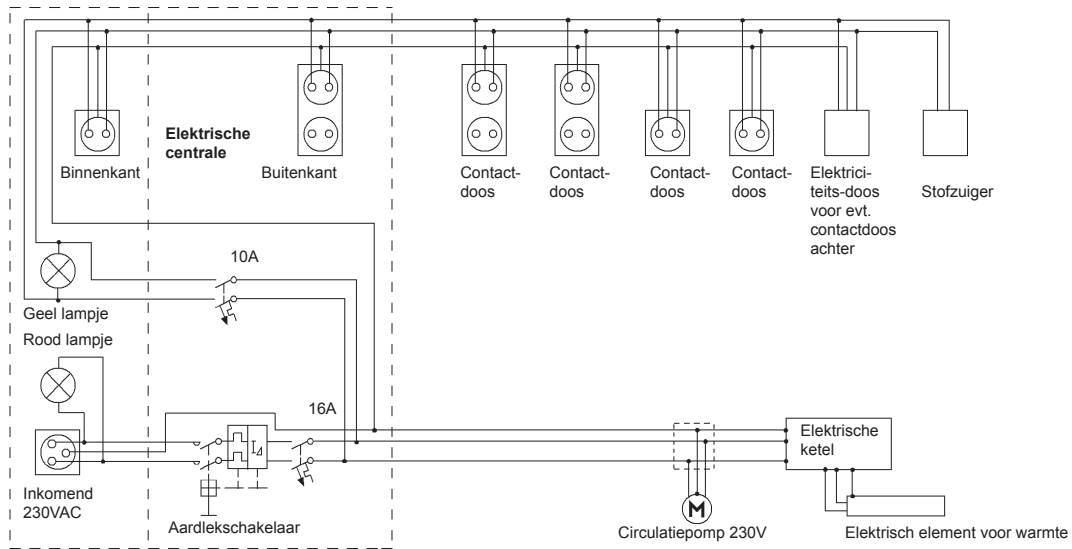 Elektrische
centrale
Binnenkant
Buitenkant
Contact-
doos
Contact-
doos
Contact-
doos
Contact-
doos
Elektrici-
teits-doos
voor evt.
contactdoos
achter
Stofzuiger
10A
Geel lampje
Rood lampje
16A
I⊿
Inkomend
230VAC
Aardlekschakelaar
M
Circulatiepomp 230V
Elektrische
ketel
Elektrisch element voor warmte